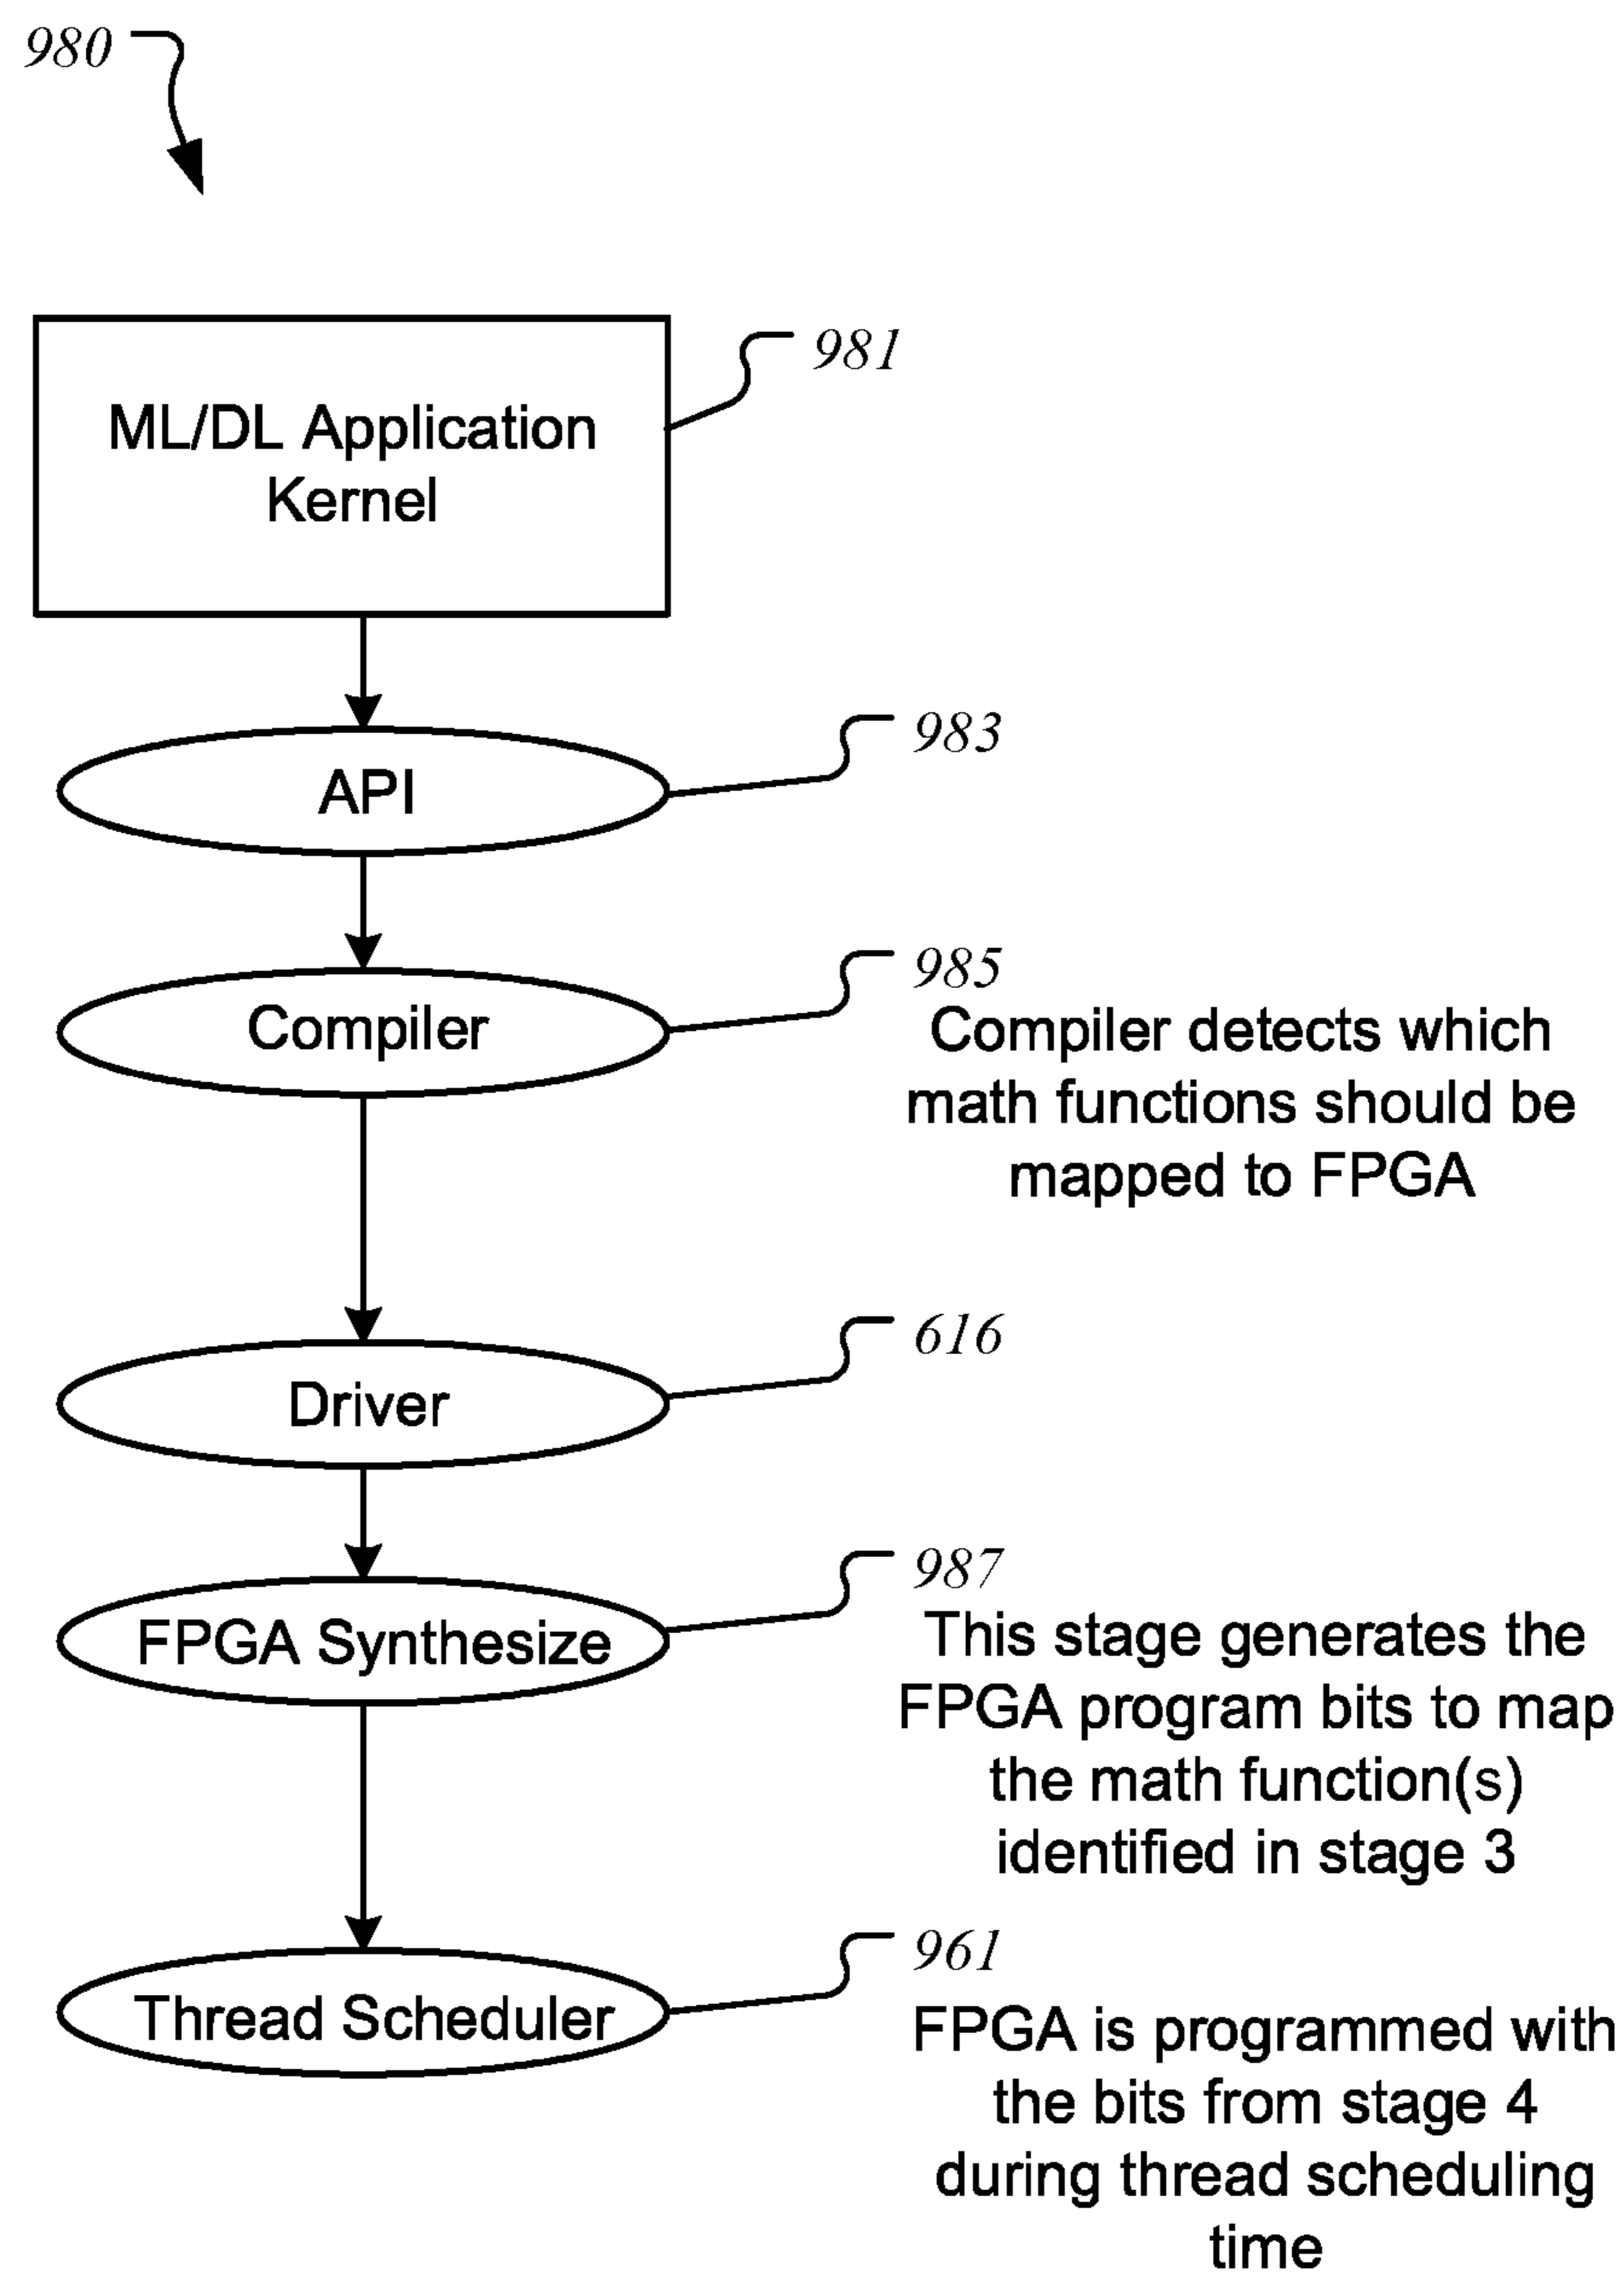 980
981
ML/DL Application
Kernel
983
API
985
Compiler
Compiler detects which
math functions should be
mapped to FPGA
616
Driver
987
FPGA Synthesize
This stage generates the
FPGA program bits to map
the math function(s)
identified in stage 3
961
Thread Scheduler
FPGA is programmed with
the bits from stage 4
during thread scheduling
time